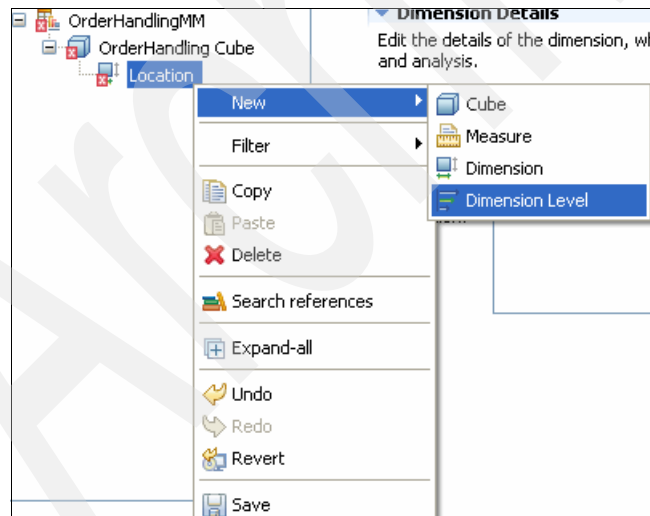 OrderHandlingMM
OrderHandling Cube
Location
Dimension Details
Edit the details of the dimension, wh
and analysis.
New
Filter
Copy
Paste
Delete
Search references
Expand-all
Undo
Redo
Revert
Save
Cube
Measure
Dimension
Dimension Level